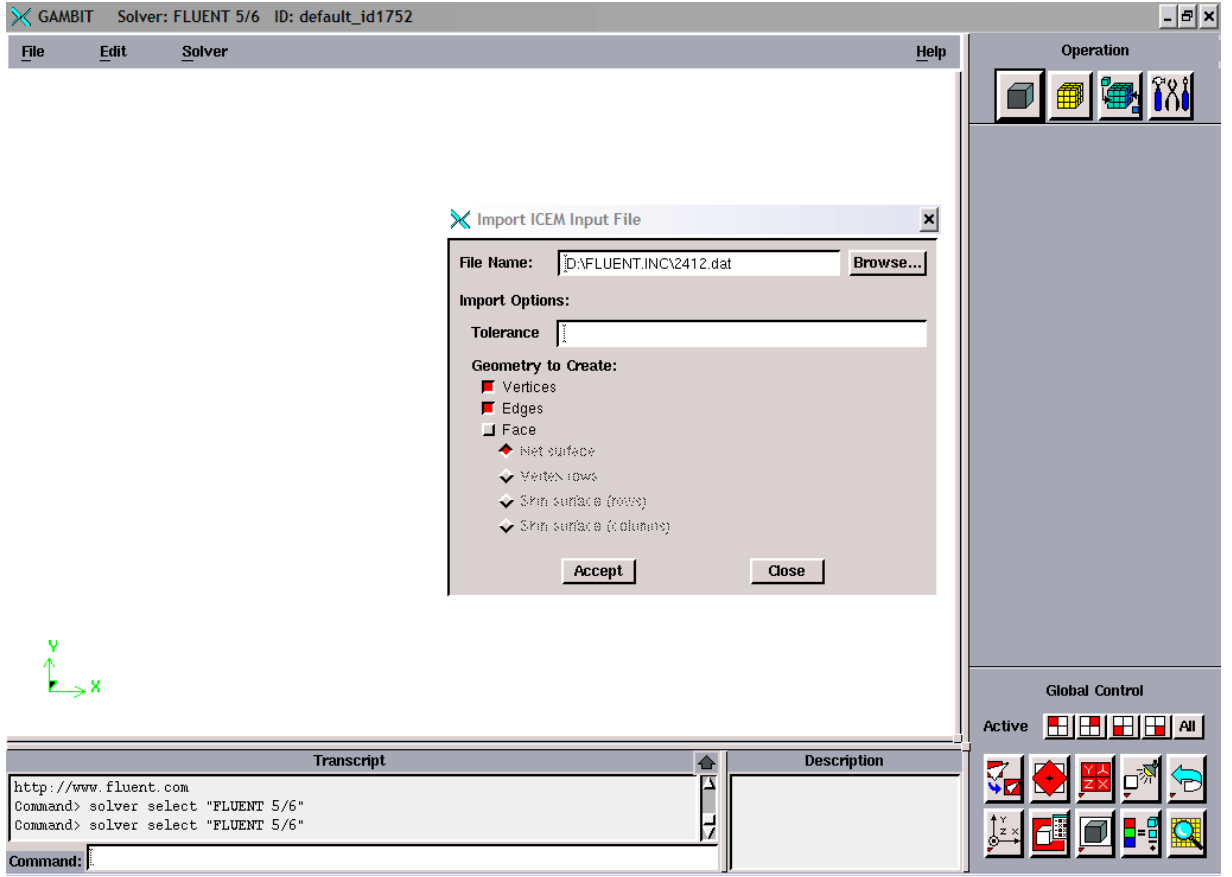 GAMBIT Solver: FLUENT 5/6 ID: default_id1752
File Edit Solver Help
Operation
Import ICEM Input File
File Name: D:\FLUENT.INC\2412.dat Browse...
Import Options:
Tolerance
Geometry to Create:
Vertices
Edges
Face
Net surface
Vertex rows
Skin surface (rows)
Skin surface (columns)
Accept Close
Y
X
Global Control
Active All
Transcript
Description
http://www.fluent.com
Command> solver select "FLUENT 5/6"
Command> solver select "FLUENT 5/6"
Command: